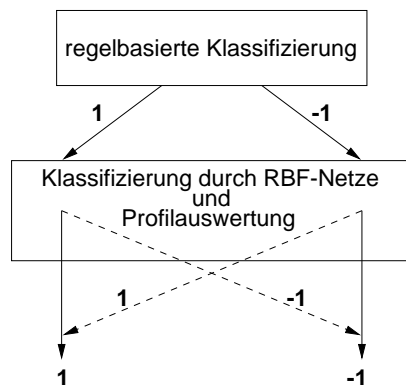 regelbasierte Klassifizierung
1 -1
Klassifizierung durch RBF-Netze
und
Profilauswertung
1 -1
1 -1